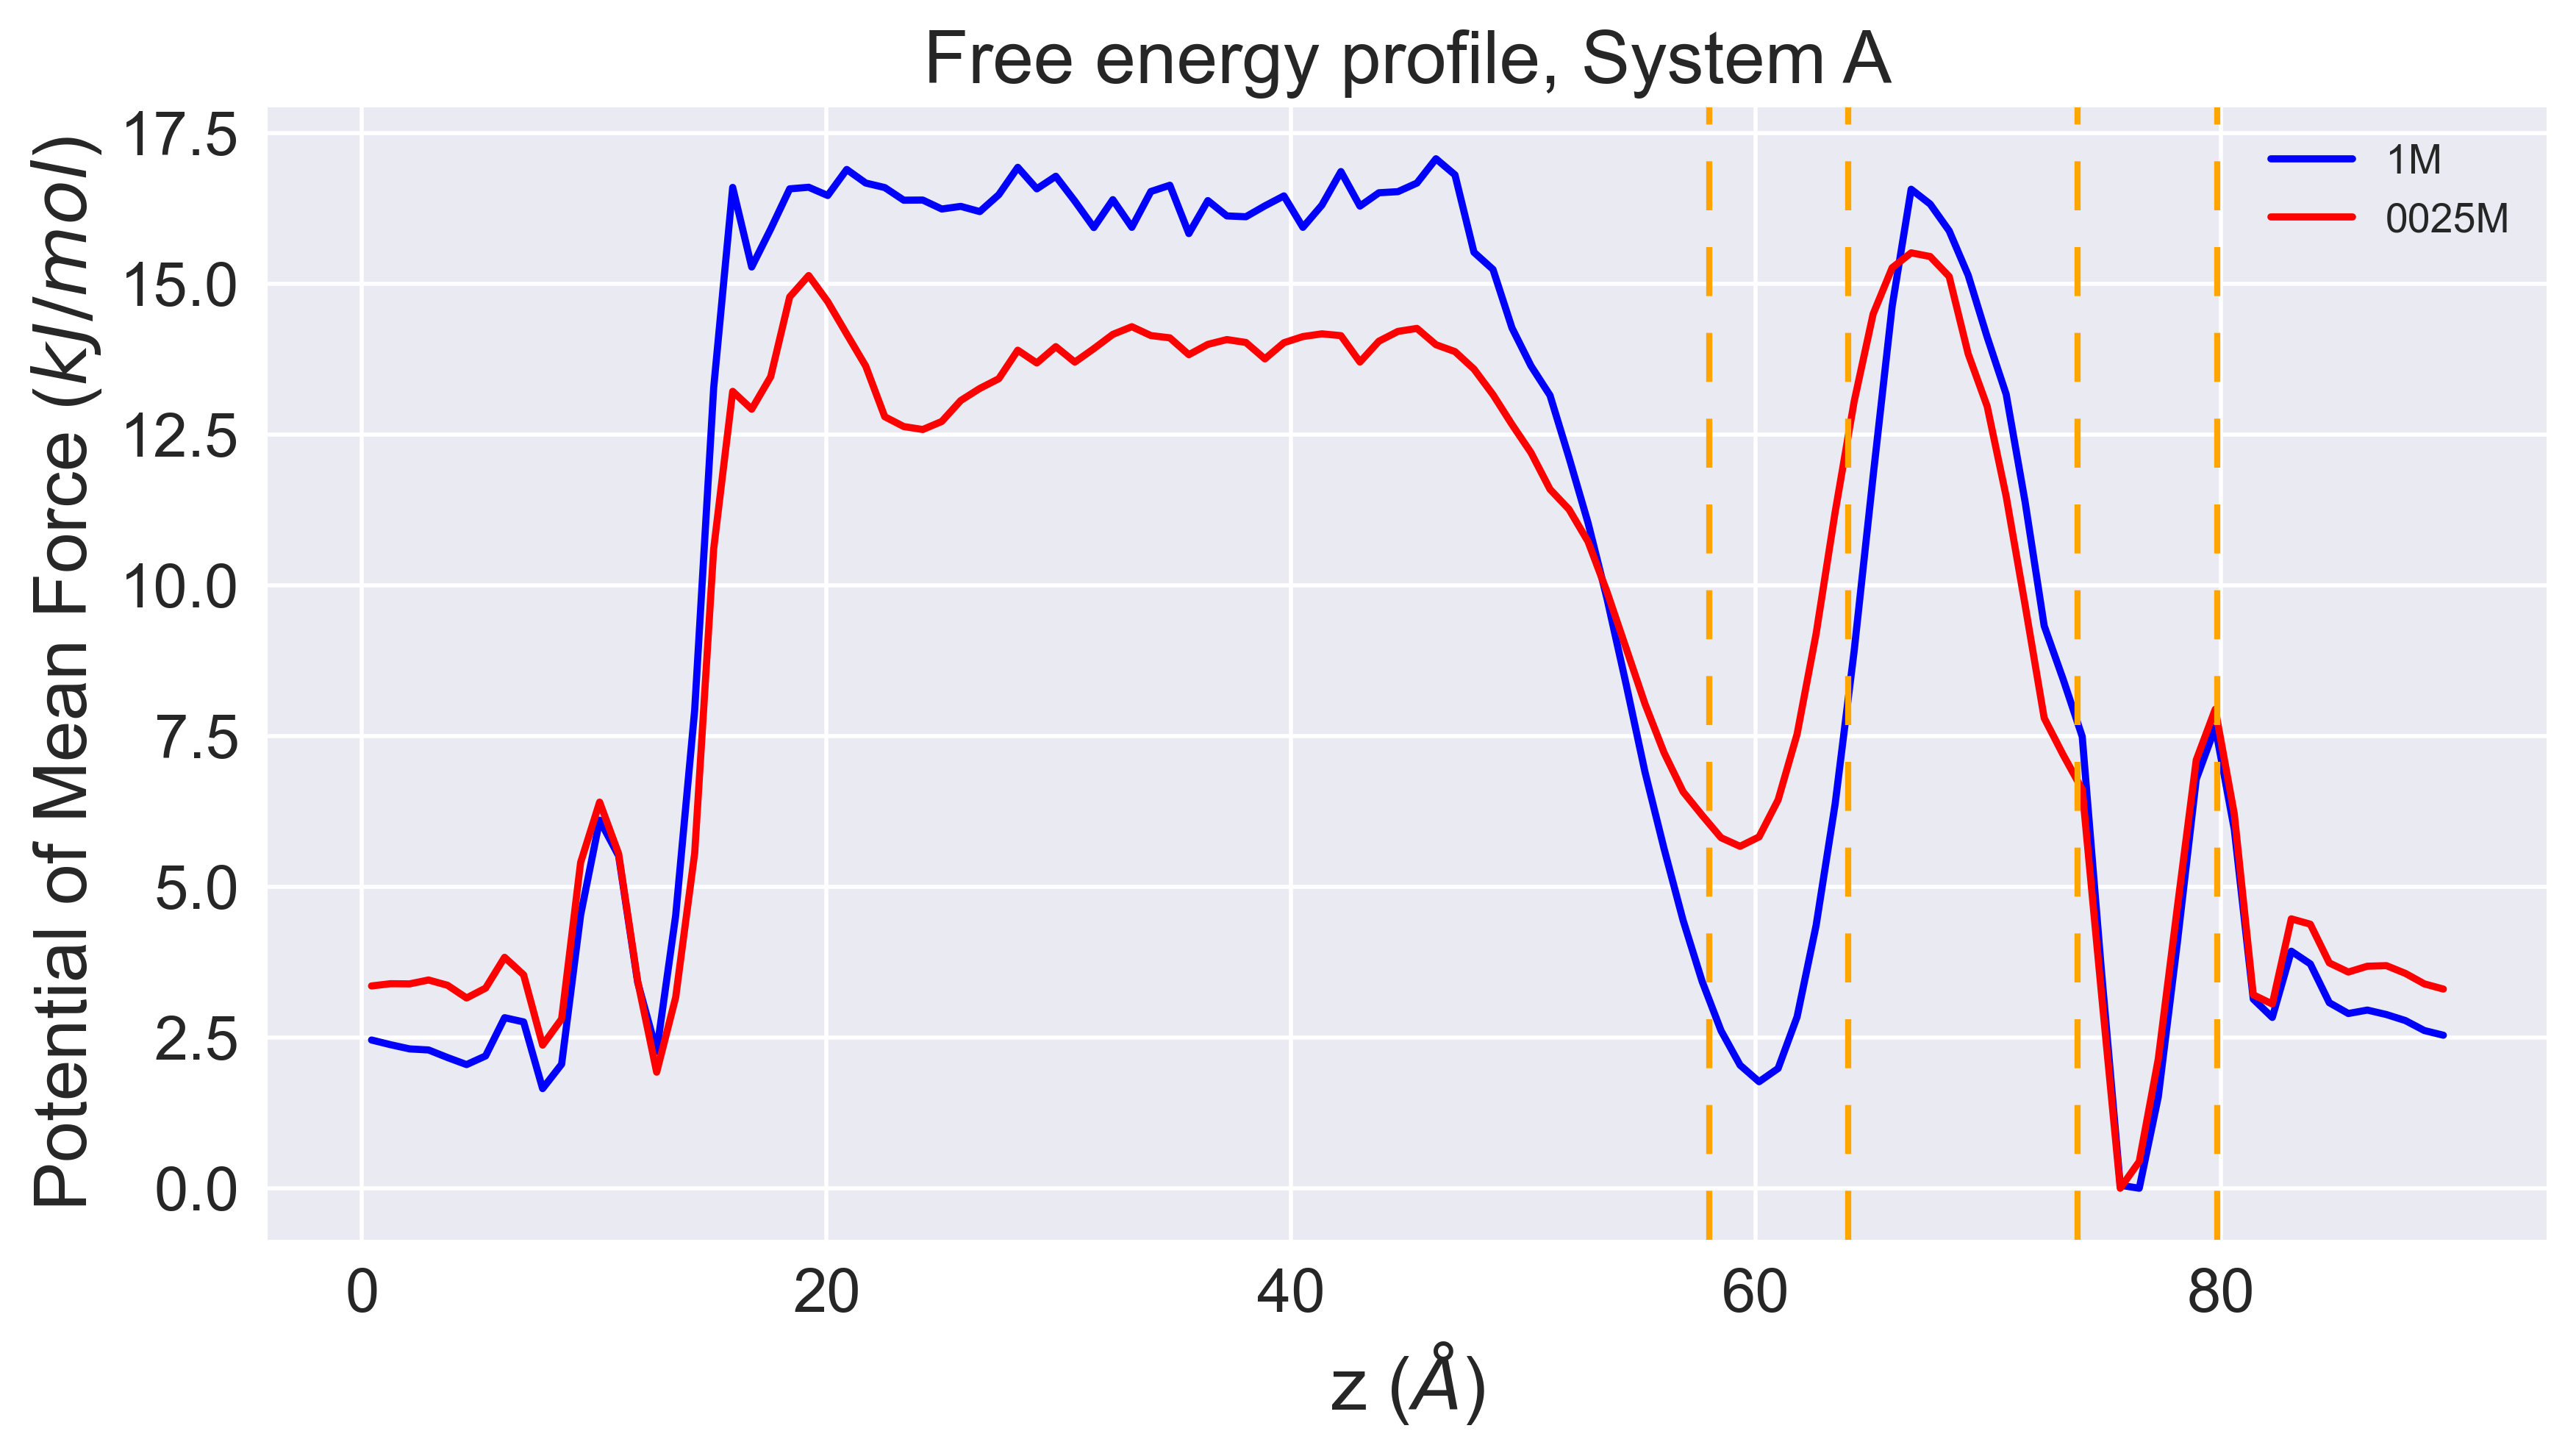 Free energy profile, System A
Potential of Mean Force (kJ/mol)
17.5
15.0
12.5
10.0
7.5
5.0
2.5
0.0
1M
0025M
0 20 40 60 80
z (Å)